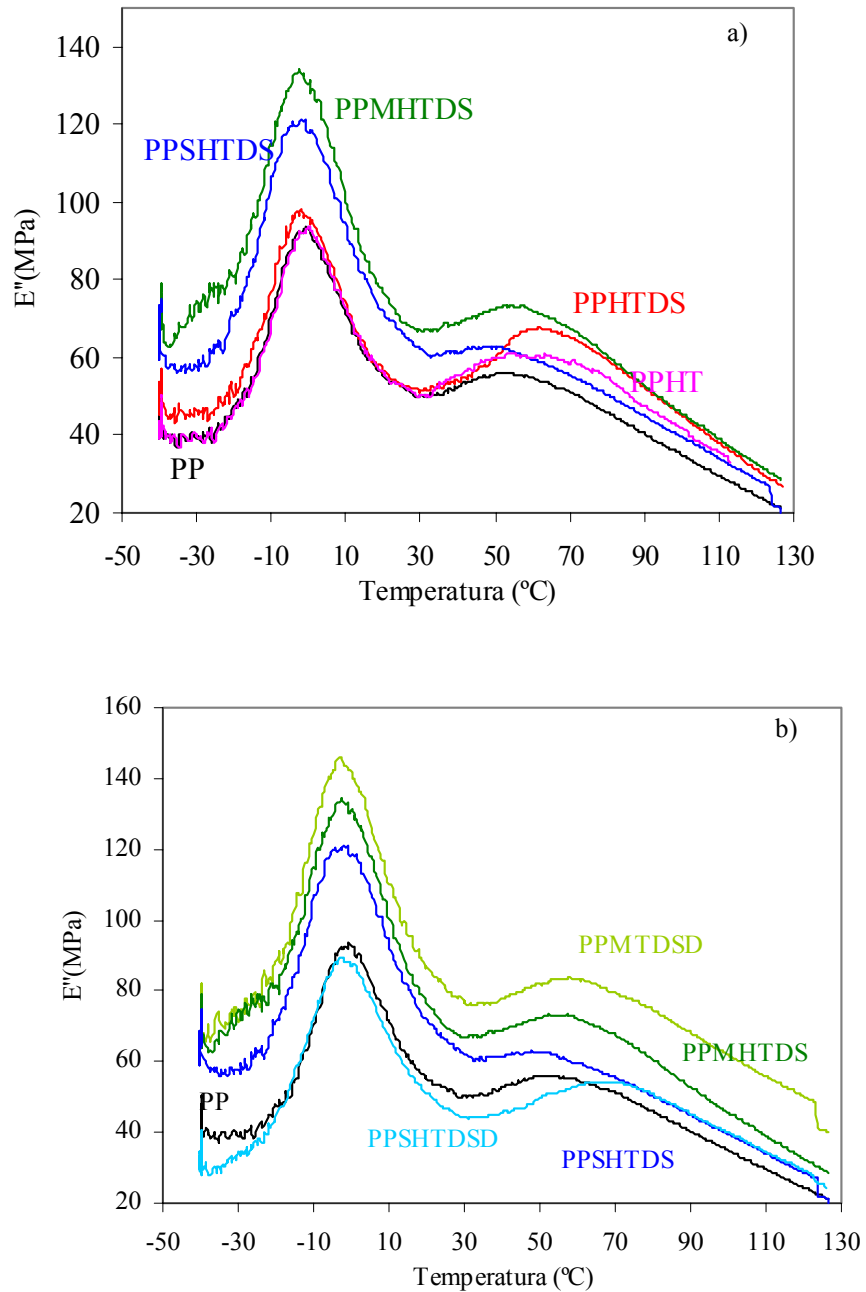 a)
140
120
100
80
60
40
20
E"(MPa)
PPMHTDS
PPSHTDS
PPHTDS
PPHT
PP
-50 -30 -10 10 30 50 70 90 110 130
Temperatura (ºC)
b)
160
140
120
100
80
60
40
20
E"(MPa)
PPMTDSD
PPMHTDS
PP
PPSHTDSD
PPSHTDS
-50 -30 -10 10 30 50 70 90 110 130
Temperatura (ºC)